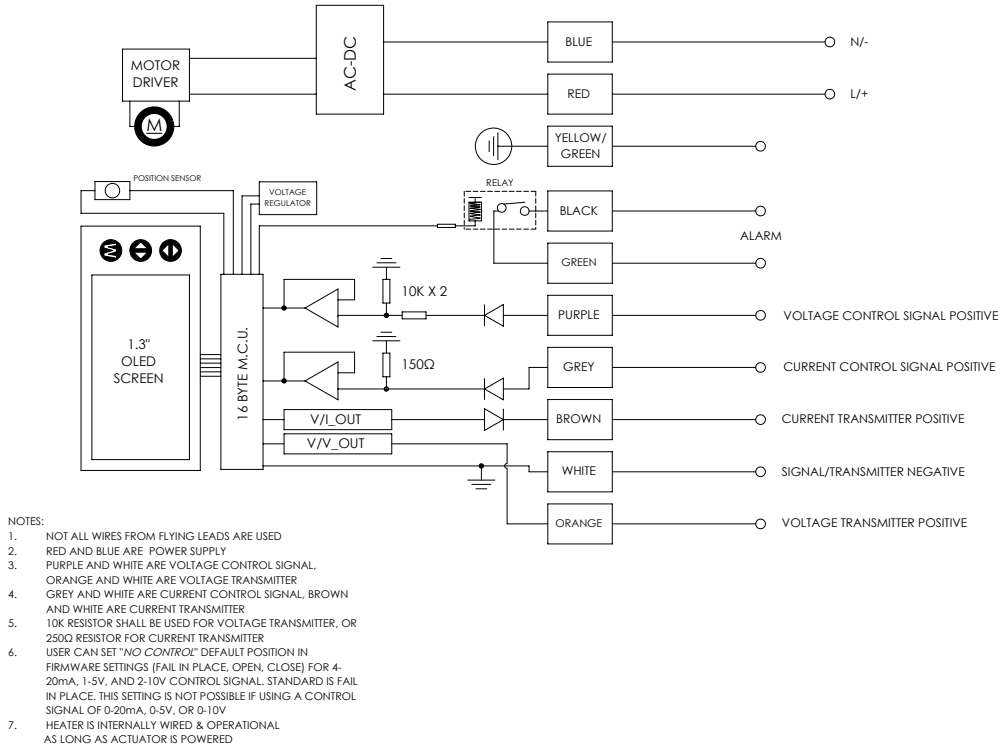 AC-DC
MOTOR
DRIVER
M
BLUE
N/-
RED
L/+
YELLOW/
GREEN
POSITION SENSOR
VOLTAGE
REGULATOR
RELAY
BLACK
ALARM
GREEN
10K X 2
PURPLE
VOLTAGE CONTROL SIGNAL POSITIVE
1.3"
OLED
SCREEN
16 BYTE M.C.U.
150Ω
GREY
CURRENT CONTROL SIGNAL POSITIVE
V/I_OUT
BROWN
CURRENT TRANSMITTER POSITIVE
V/V_OUT
WHITE
SIGNAL/TRANSMITTER NEGATIVE
ORANGE
VOLTAGE TRANSMITTER POSITIVE
NOTES:
1. NOT ALL WIRES FROM FLYING LEADS ARE USED
2. RED AND BLUE ARE POWER SUPPLY
3. PURPLE AND WHITE ARE VOLTAGE CONTROL SIGNAL,
ORANGE AND WHITE ARE VOLTAGE TRANSMITTER
4. GREY AND WHITE ARE CURRENT CONTROL SIGNAL, BROWN
AND WHITE ARE CURRENT TRANSMITTER
5. 10K RESISTOR SHALL BE USED FOR VOLTAGE TRANSMITTER, OR
250Ω RESISTOR FOR CURRENT TRANSMITTER
6. USER CAN SET "NO CONTROL" DEFAULT POSITION IN
FIRMWARE SETTINGS (FAIL IN PLACE, OPEN, CLOSE) FOR 4-
20mA, 1-5V, AND 2-10V CONTROL SIGNAL. STANDARD IS FAIL
IN PLACE. THIS SETTING IS NOT POSSIBLE IF USING A CONTROL
SIGNAL OF 0-20mA, 0-5V, OR 0-10V
7. HEATER IS INTERNALLY WIRED & OPERATIONAL
AS LONG AS ACTUATOR IS POWERED